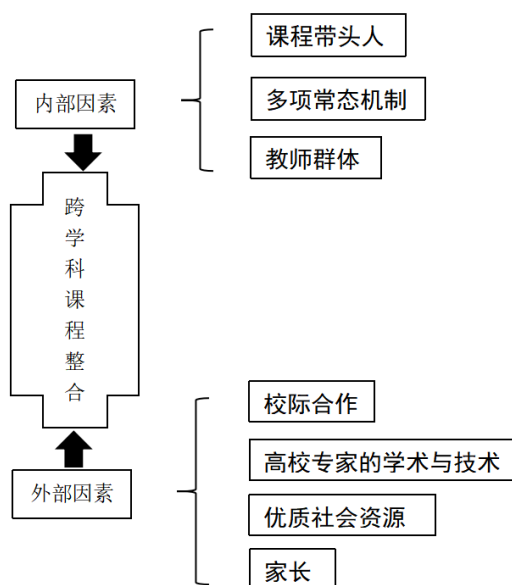 课程带头人
内部因素
多项常态机制
教师群体
跨学科课程整合
校际合作
高校专家的学术与技术
外部因素
优质社会资源
家长